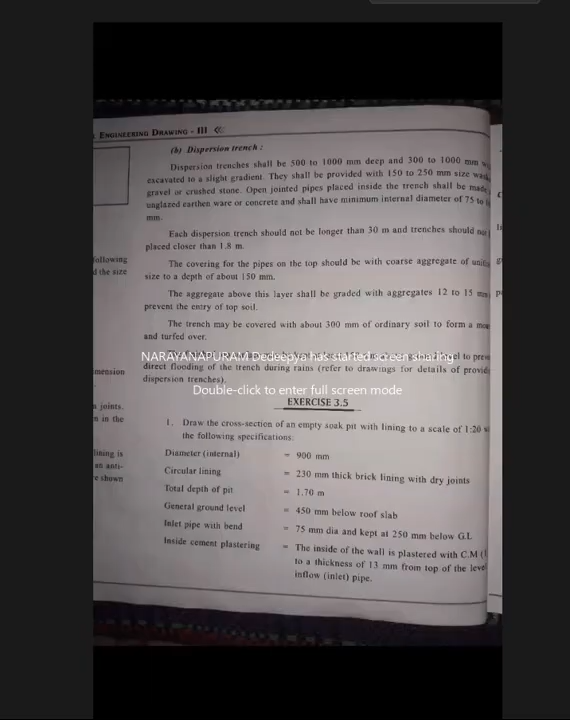 ENGINEERING DRAWING - III
(b) Dispersion trench :
Dispersion trenches shall be 500 to 1000 mm deep and 300 to 1000 mm
excavated to a slight gradient. They shall be provided with 150 to 250 mm size
gravel or crushed stone. Open jointed pipes placed inside the trench shall be made
unglazed earthen ware or concrete and shall have minimum internal diameter of 75 to
mm.
Each dispersion trench should not be longer than 30 m and trenches should
placed closer than 1.8 m.
following
The covering for the pipes on the top should be with coarse aggregate of
d the size
size to a depth of about 150 mm.
The aggregate above this layer shall be graded with aggregates 12 to 15 mm
prevent the entry of top soil.
The trench may be covered with about 300 mm of ordinary soil to form a
and turfed over.
NARAYANAPURAM Dedeepya has started screen sharing
mension
direct flooding of the trench during rains (refer to drawings for details of
dispersion trenches).
Double-click to enter full screen mode
EXERCISE 3.5
joints.
n in the
1. Draw the cross-section of an empty soak pit with lining to a scale of 1:20
the following specifications:
lining is
an anti-
e shown
Diameter (internal) = 900 mm
Circular lining = 230 mm thick brick lining with dry joints
Total depth of pit = 1.70 m
General ground level = 450 mm below roof slab
Inlet pipe with bend = 75 mm dia and kept at 250 mm below G.L
Inside cement plastering = The inside of the wall is plastered with C.M
to a thickness of 13 mm from top of the
inflow (inlet) pipe.